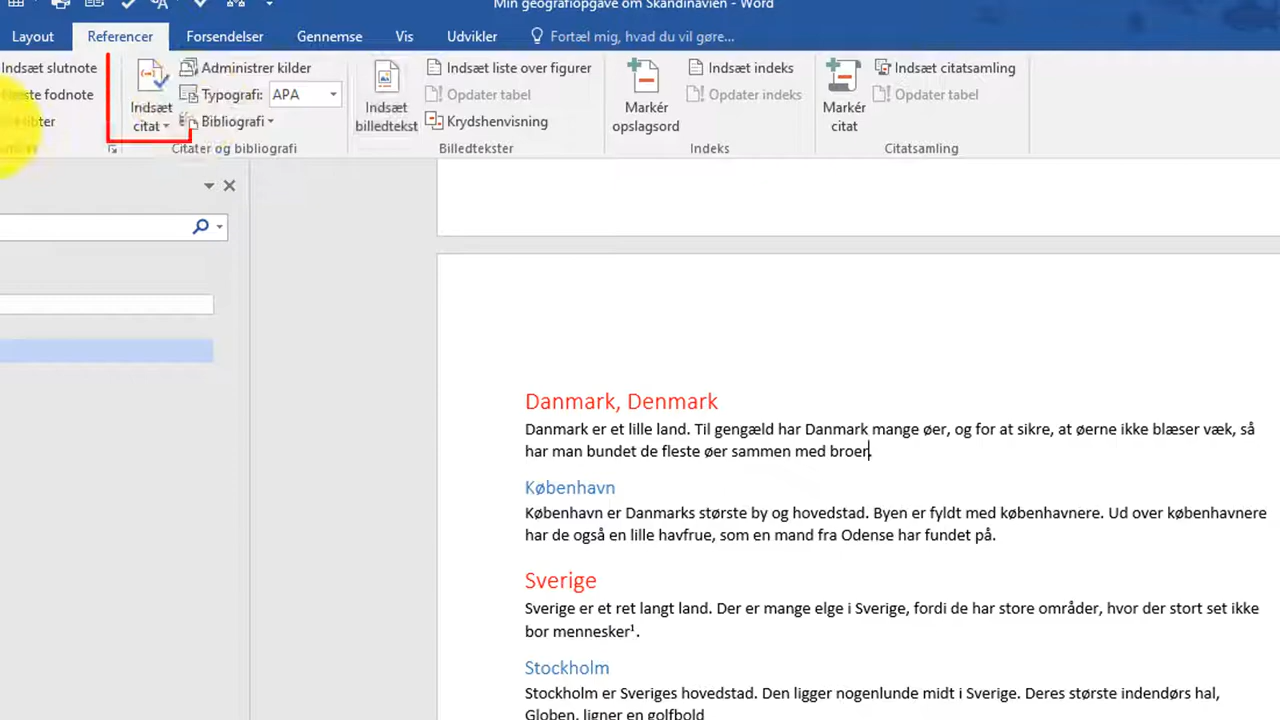 Min geografiopgave om Skandinavien - Word
Layout Referencer Forsendelser Gennemse Vis Udvikler Fortæl mig, hvad du vil gøre...
Indsæt slutnote
fodnote
Indsæt citat
Administrer kilder
Typografi: APA
Bibliografi
Citater og bibliografi
Indsæt billedtekst
Indsæt liste over figurer
Opdater tabel
Krydshenvisning
Billedtekster
Markér opslagsord
Indsæt indeks
Opdater indeks
Indeks
Markér citat
Indsæt citatsamling
Opdater tabel
Citatsamling
Danmark, Denmark
Danmark er et lille land. Til gengæld har Danmark mange øer, og for at sikre, at øerne ikke blæser væk, så
har man bundet de fleste øer sammen med broer.
København
København er Danmarks største by og hovedstad. Byen er fyldt med københavnere. Ud over københavnere
har de også en lille havfrue, som en mand fra Odense har fundet på.
Sverige
Sverige er et ret langt land. Der er mange elge i Sverige, fordi de har store områder, hvor der stort set ikke
bor mennesker¹.
Stockholm
Stockholm er Sveriges hovedstad. Den ligger nogenlunde midt i Sverige. Deres største indendørs hal,
Globen, ligner en golfbold